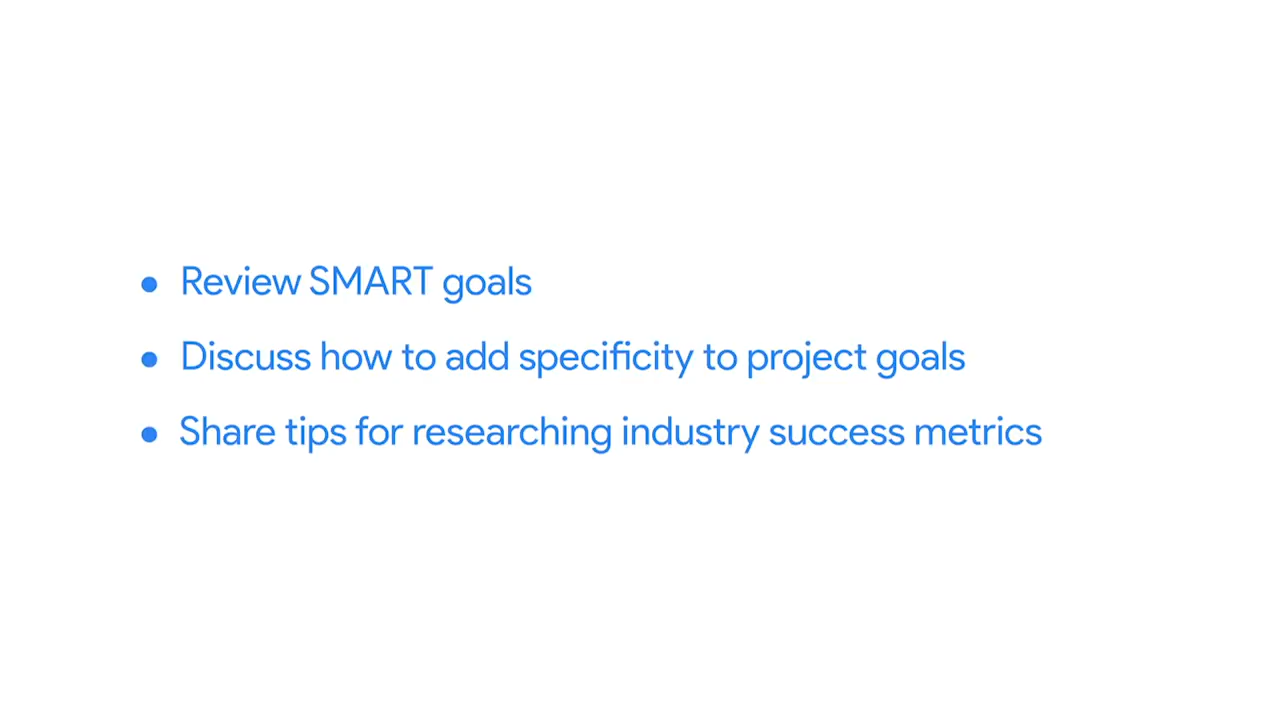 • Review SMART goals
• Discuss how to add specificity to project goals
• Share tips for researching industry success metrics